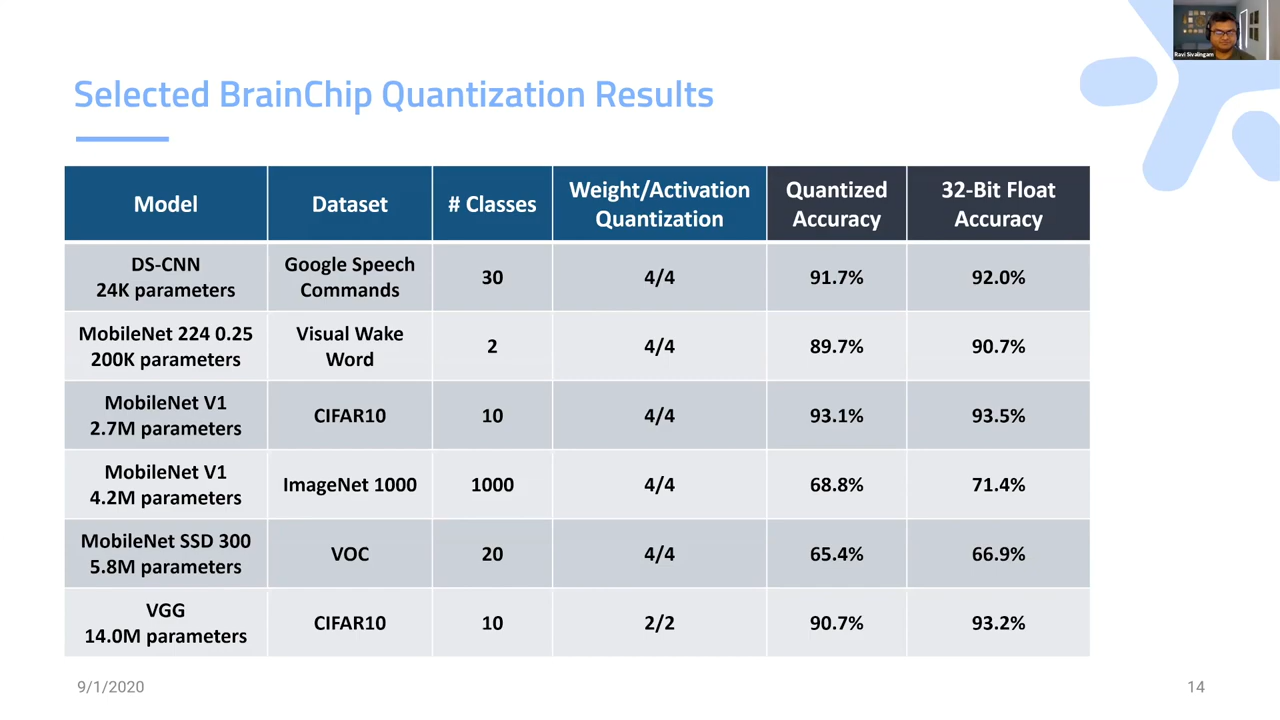 Ravi Sivalingam
Selected BrainChip Quantization Results
Model
Dataset
# Classes
Weight/Activation
Quantization
Quantized
Accuracy
32-Bit Float
Accuracy
DS-CNN
24K parameters
Google Speech
Commands
30
4/4
91.7%
92.0%
MobileNet 224 0.25
200K parameters
Visual Wake
Word
2
4/4
89.7%
90.7%
MobileNet V1
2.7M parameters
CIFAR10
10
4/4
93.1%
93.5%
MobileNet V1
4.2M parameters
ImageNet 1000
1000
4/4
68.8%
71.4%
MobileNet SSD 300
5.8M parameters
VOC
20
4/4
65.4%
66.9%
VGG
14.0M parameters
CIFAR10
10
2/2
90.7%
93.2%
9/1/2020
14